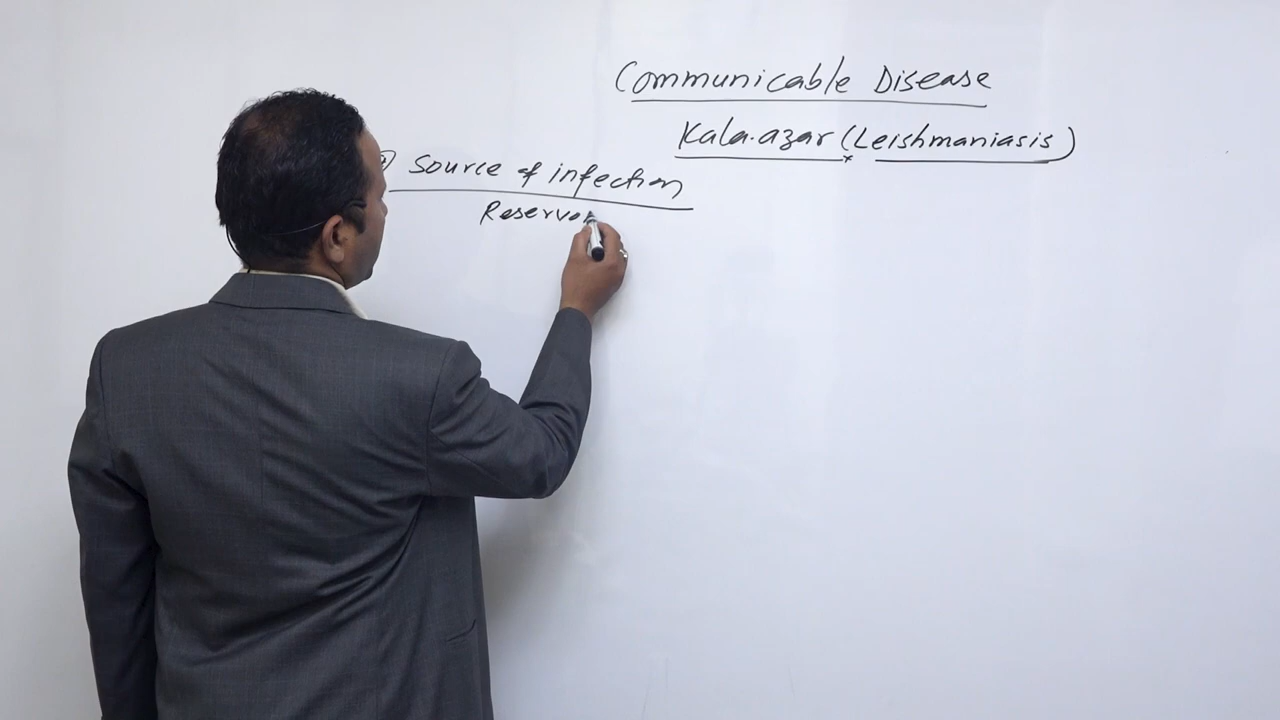 Communicable Disease
Kala-azar (Leishmaniasis)
Source of infection